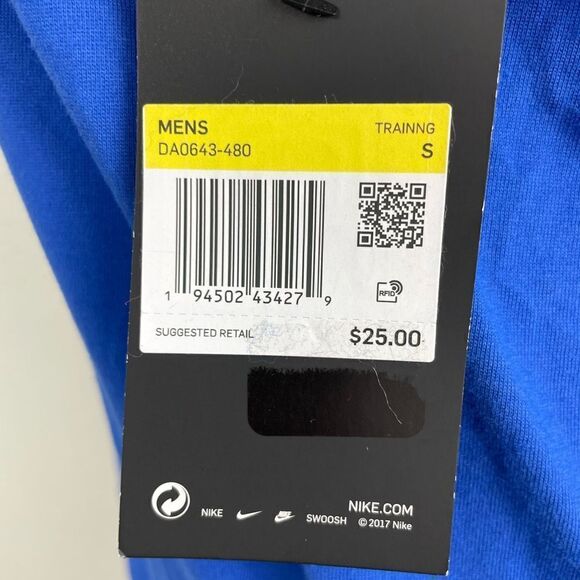 MENS TRAINNG
DA0643-480 S
1 94502 43427 9
RFID
SUGGESTED RETAIL $25.00
NIKE.COM
NIKE SWOOSH © 2017 Nike